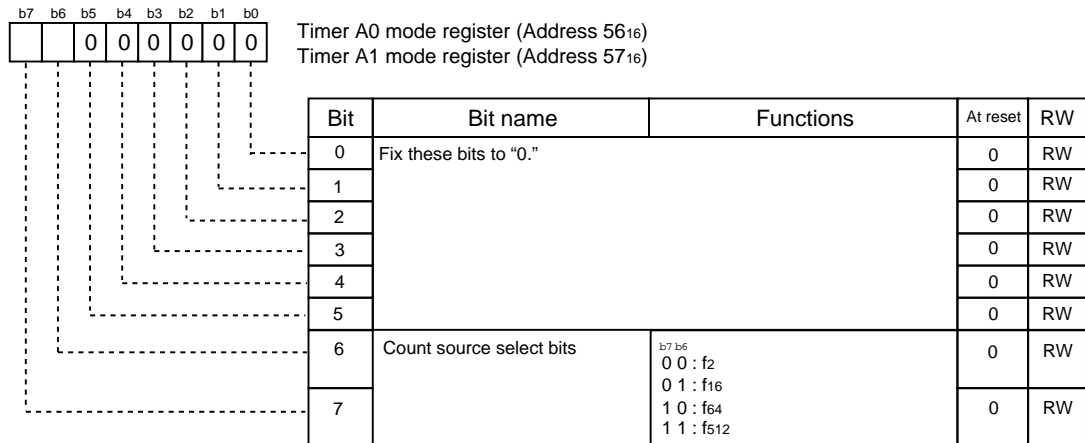 b7 b6 b5 b4 b3 b2 b1 b0
0 0 0 0 0 0
Timer A0 mode register (Address 5616)
Timer A1 mode register (Address 5716)
Bit Bit name Functions At reset RW
0 Fix these bits to “0.” 0 RW
1 0 RW
2 0 RW
3 0 RW
4 0 RW
5 0 RW
6 Count source select bits b7 b6 0 RW
0 0 : f2
0 1 : f16
7 1 0 : f64 0 RW
1 1 : f512